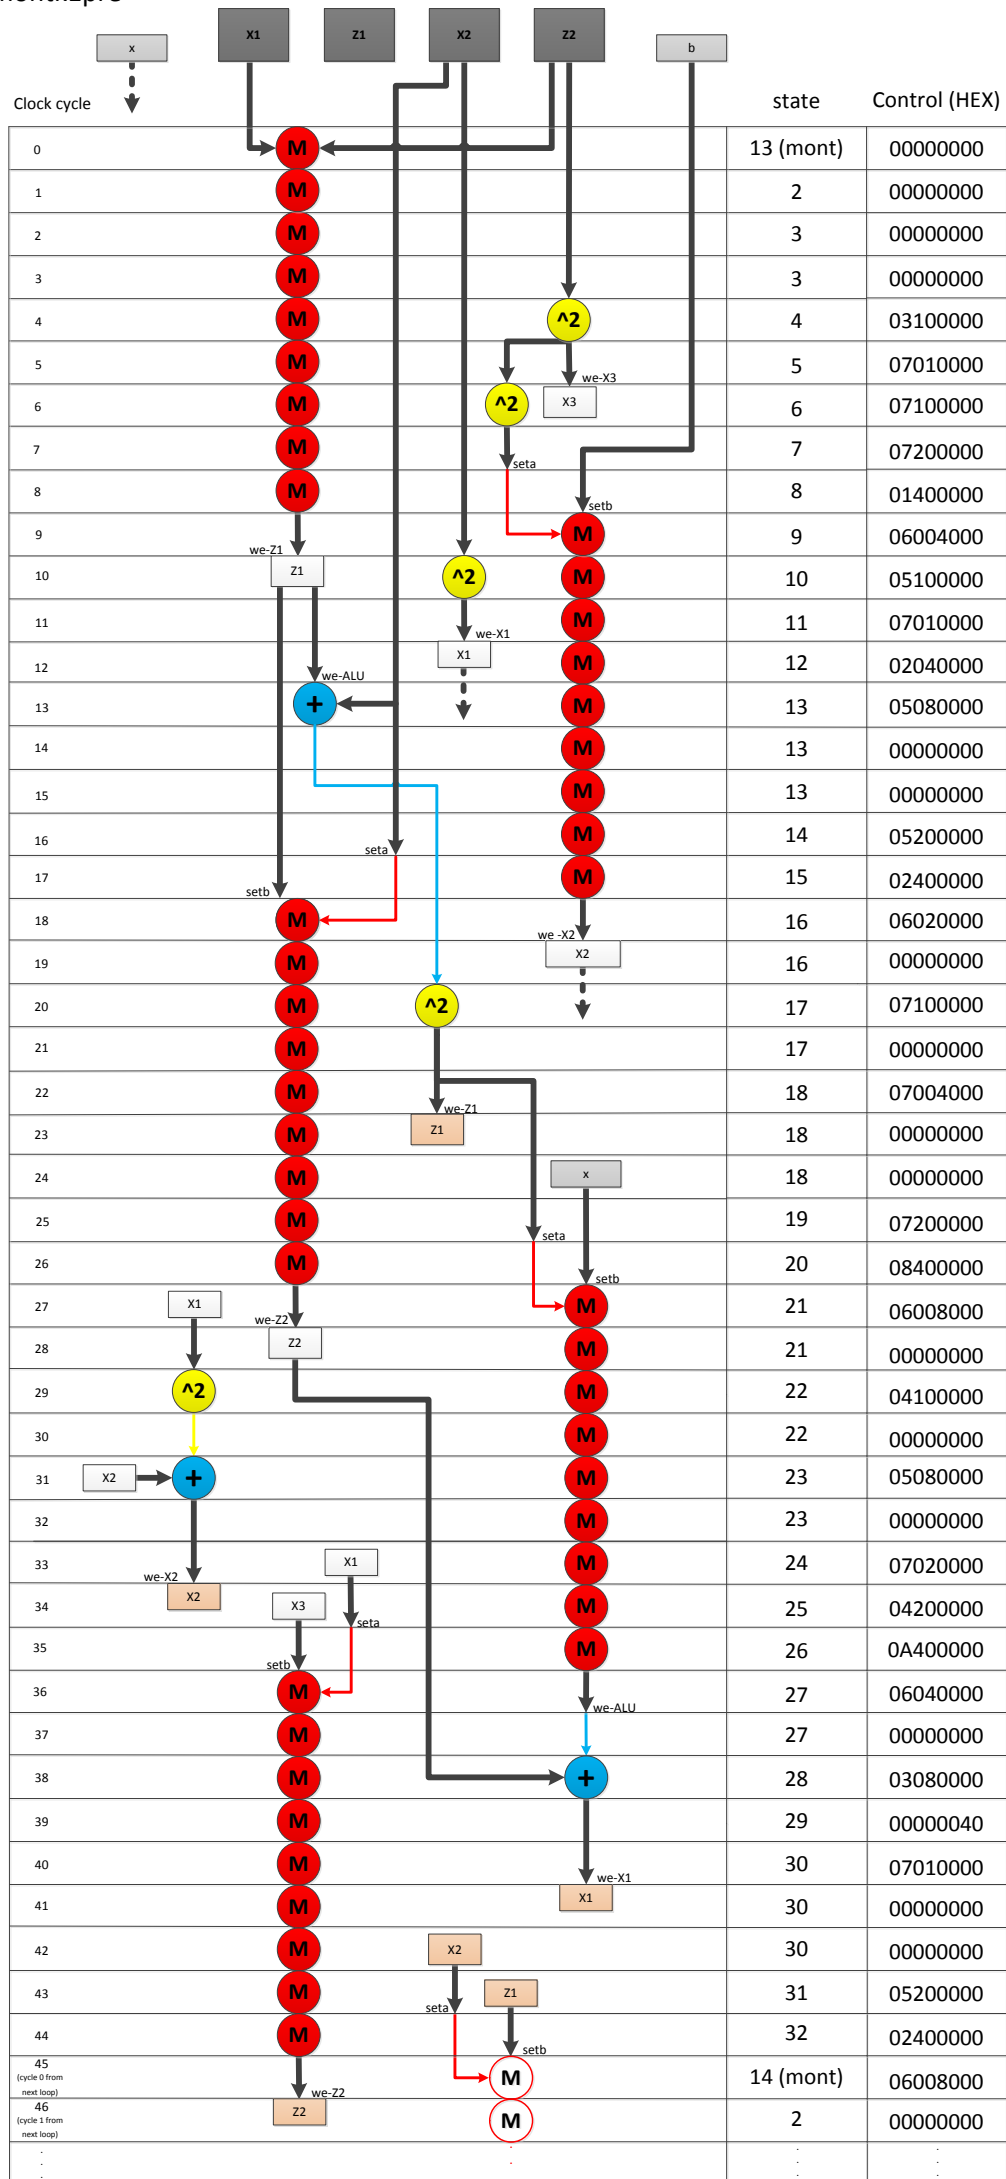 X1 Z1 X2 Z2
x b
Clock cycle state Control (HEX)
0 M 13 (mont) 00000000
1 M 2 00000000
2 M 3 00000000
3 M 3 00000000
4 M ^2 4 03100000
5 M we-X3 5 07010000
6 M ^2 X3 6 07100000
7 M seta 7 07200000
8 M setb 8 01400000
9 we-Z1 M 9 06004000
10 Z1 ^2 M 10 05100000
11 we-X1 M 11 07010000
12 we-ALU X1 M 12 02040000
13 + M 13 05080000
14 M 13 00000000
15 M 13 00000000
16 seta M 14 05200000
17 setb M 15 02400000
18 M we -X2 16 06020000
19 M X2 16 00000000
20 M ^2 17 07100000
21 M 17 00000000
22 M we-Z1 18 07004000
23 M Z1 18 00000000
24 M x 18 00000000
25 M seta 19 07200000
26 M setb 20 08400000
27 X1 we-Z2 M 21 06008000
28 Z2 M 21 00000000
29 ^2 M 22 04100000
30 M 22 00000000
31 X2 + M 23 05080000
32 M 23 00000000
33 we-X2 X1 M 24 07020000
34 X2 X3 seta M 25 04200000
35 setb M 26 0A400000
36 M we-ALU 27 06040000
37 M 27 00000000
38 M + 28 03080000
39 M 29 00000040
40 M we-X1 30 07010000
41 M X1 30 00000000
42 M X2 30 00000000
43 M seta Z1 31 05200000
44 M setb 32 02400000
45 (cycle 0 from next loop) we-Z2 M 14 (mont) 06008000
46 (cycle 1 from next loop) Z2 M 2 00000000